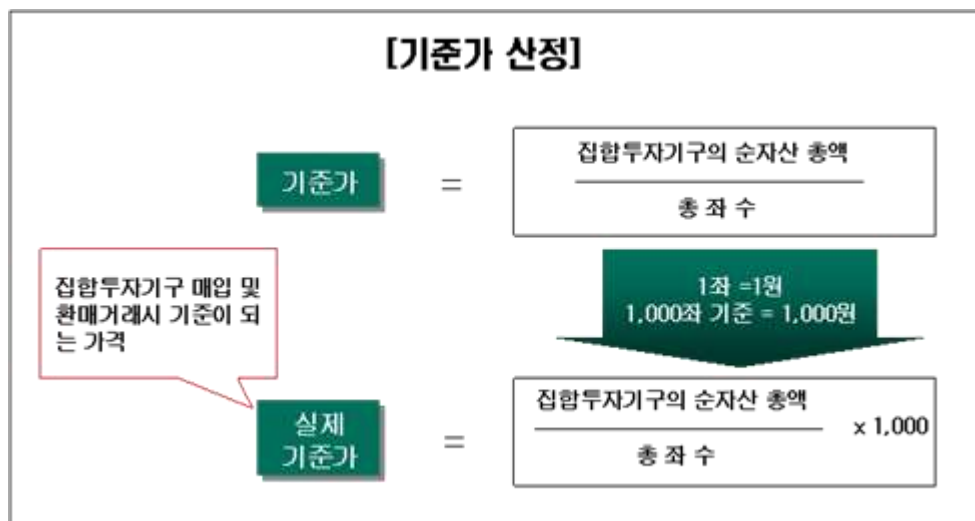 [기준가 산정]
기준가
=
집합투자기구의 순자산 총액
총 좌 수
집합투자기구 매입 및
환매거래시 기준이 되
는 가격
1좌 =1원
1,000좌 기준 = 1,000원
실제
기준가
=
집합투자기구의 순자산 총액
총 좌 수
x 1,000